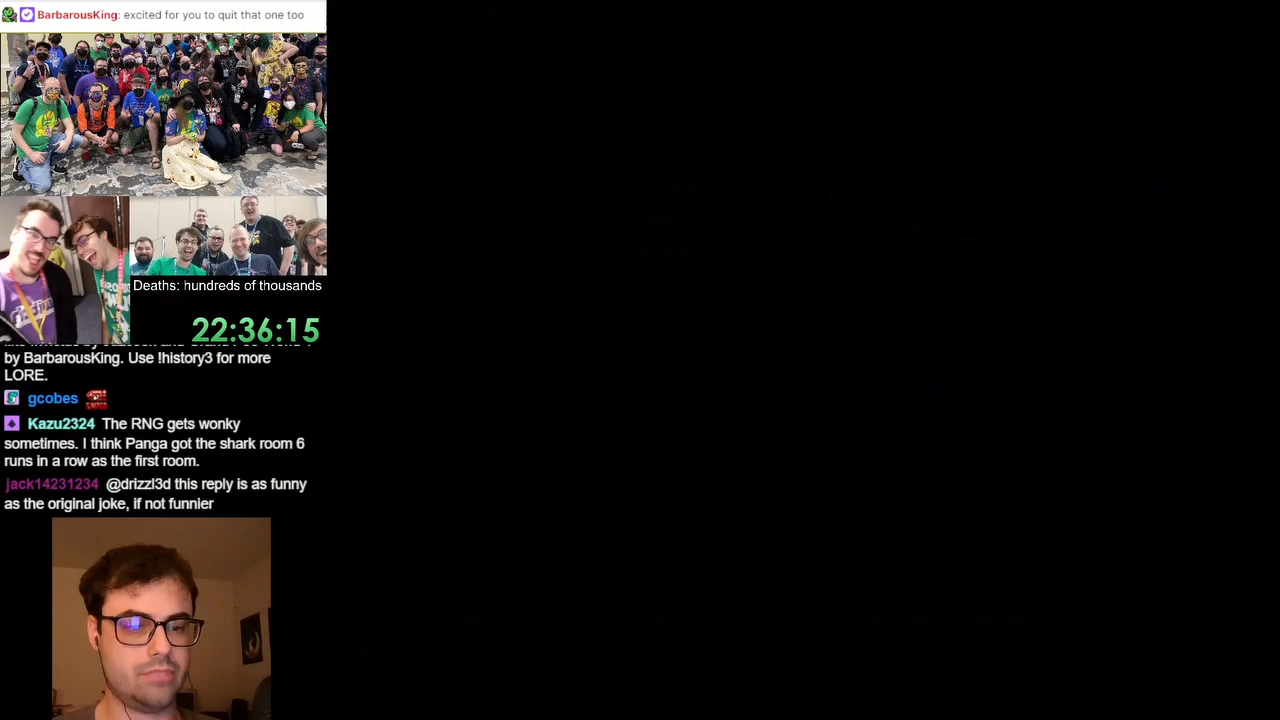 BarbarousKing: excited for you to quit that one too
Deaths: hundreds of thousands
22:36:15
by BarbarousKing. Use !history3 for more
LORE.
gcobes
Kazu2324 The RNG gets wonky
sometimes. I think Panga got the shark room 6
runs in a row as the first room.
jack14231234 @drizzl3d this reply is as funny
as the original joke, if not funnier